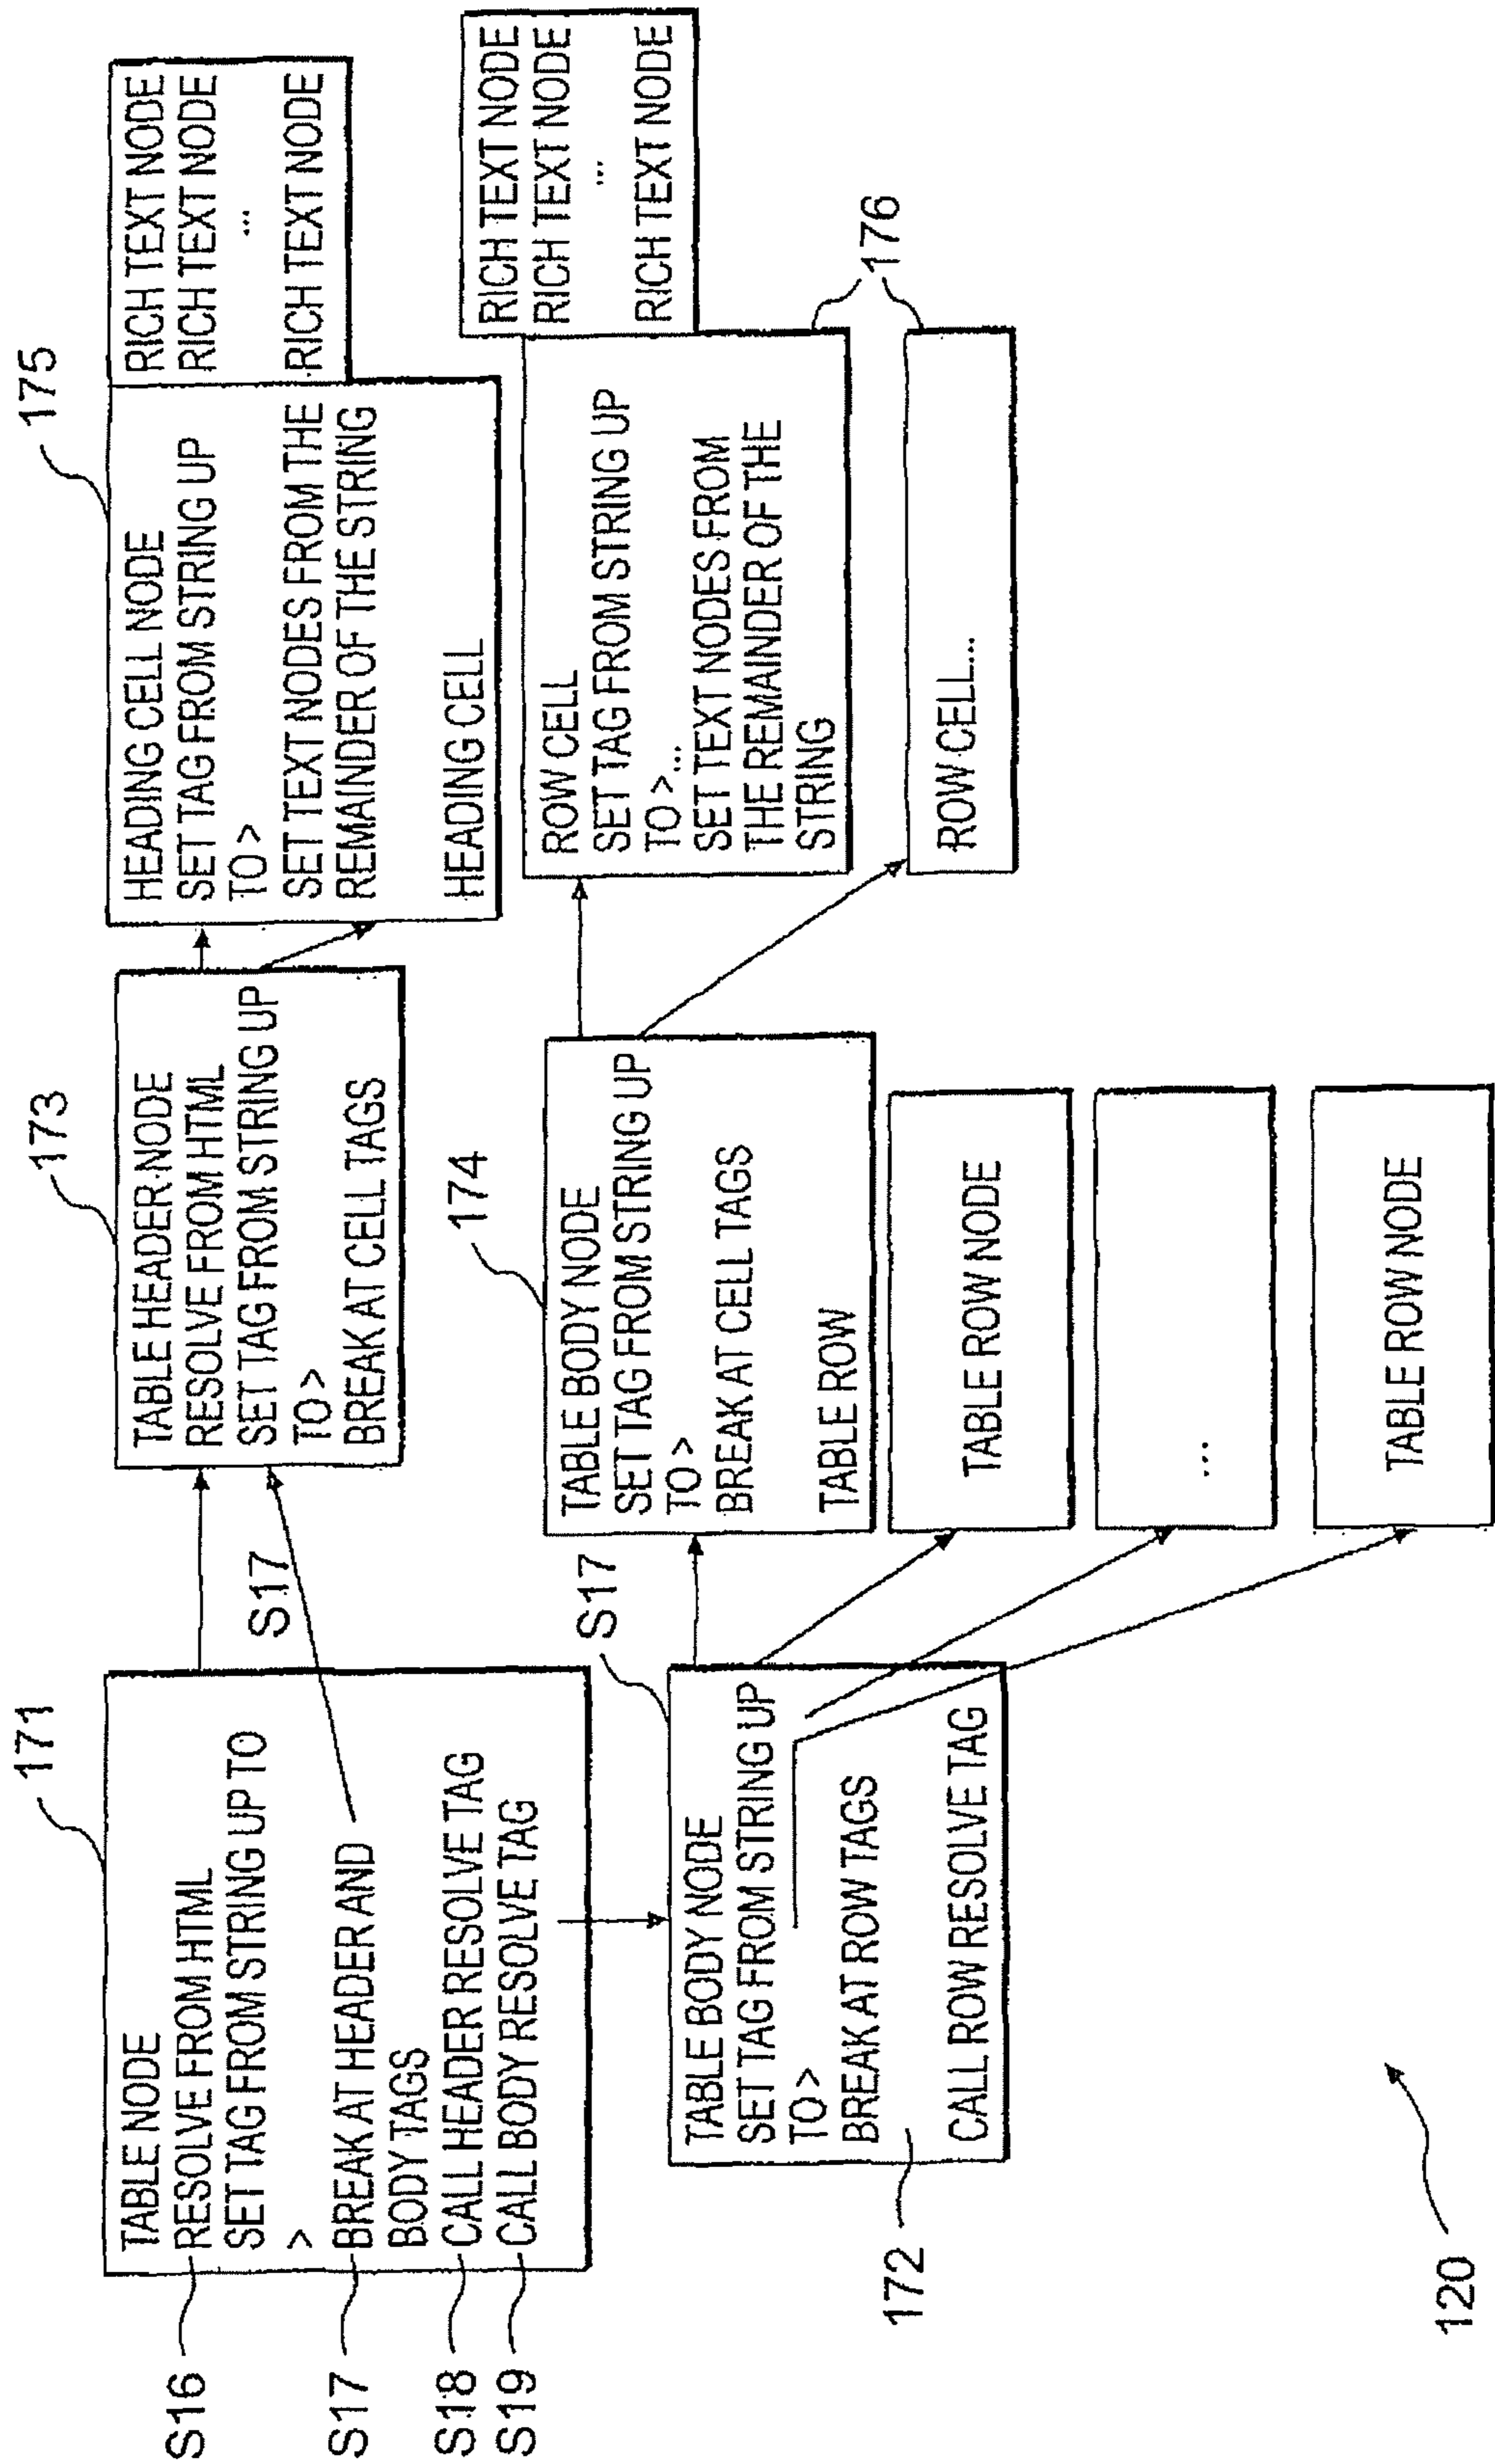 171
TABLE NODE
S16
RESOLVE FROM HTML
SET TAG FROM STRING UP TO
>
S17
BREAK AT HEADER AND
BODY TAGS
S18
CALL HEADER RESOLVE TAG
S19
CALL BODY RESOLVE TAG
S17
173
TABLE HEADER NODE
RESOLVE FROM HTML
SET TAG FROM STRING UP
TO >
BREAK AT CELL TAGS
175
HEADING CELL NODE
SET TAG FROM STRING UP
TO >
SET TEXT NODES FROM THE
REMAINDER OF THE STRING
HEADING CELL
RICH TEXT NODE
RICH TEXT NODE
...
RICH TEXT NODE
S17
TABLE BODY NODE
SET TAG FROM STRING UP
TO >
BREAK AT ROW TAGS
CALL ROW RESOLVE TAG
172
174
TABLE BODY NODE
SET TAG FROM STRING UP
TO >
BREAK AT CELL TAGS
TABLE ROW
TABLE ROW NODE
...
TABLE ROW NODE
ROW CELL
SET TAG FROM STRING UP
TO >...
SET TEXT NODES FROM
THE REMAINDER OF THE
STRING
RICH TEXT NODE
RICH TEXT NODE
...
RICH TEXT NODE
176
ROW CELL...
120